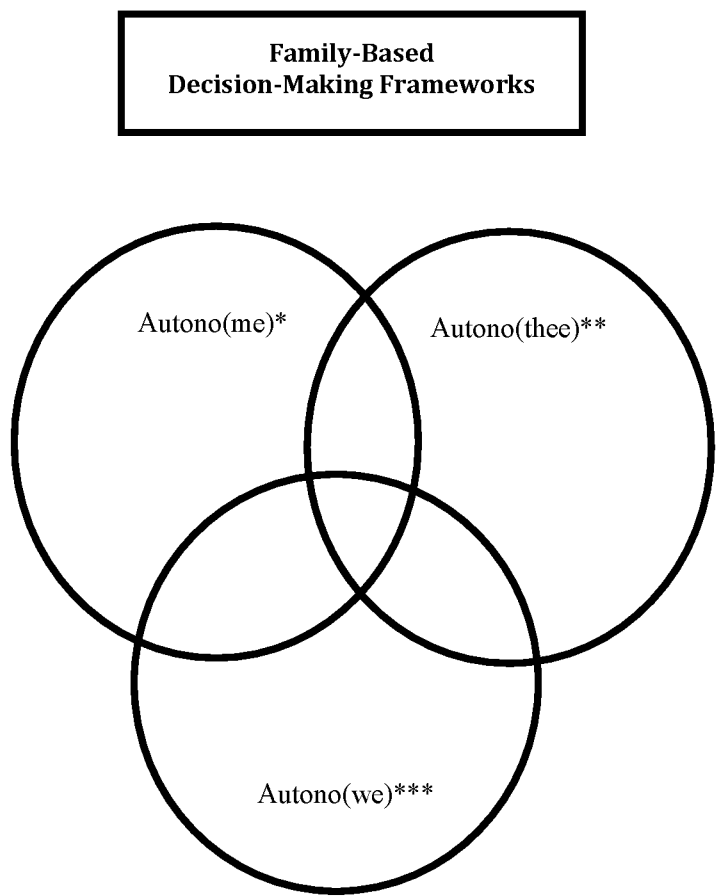 Family-Based
Decision-Making Frameworks
Autono(me)*
Autono(thee)**
Autono(we)***